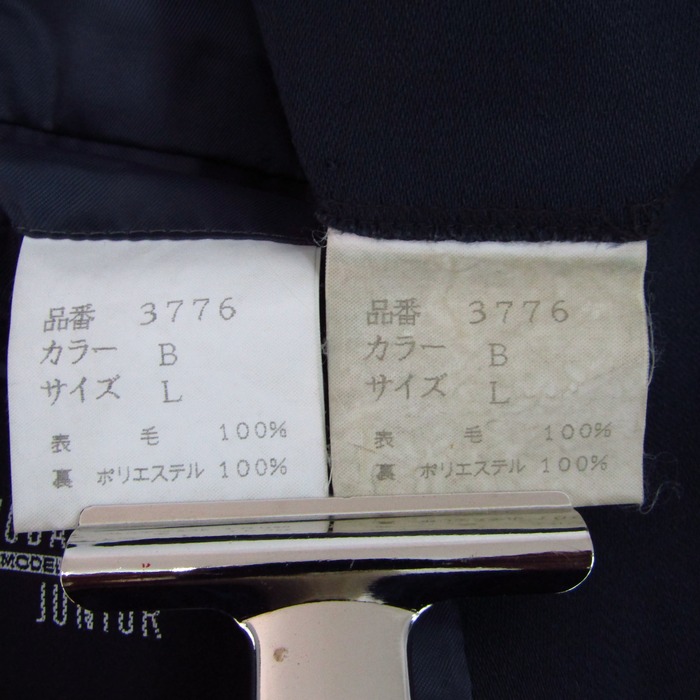 品番 3776
カラー B
サイズ L
表 毛 100%
裏 ポリエステル 100%
品番 3776
カラー B
サイズ L
表 毛 100%
裏 ポリエステル 100%
MODE
JUNIOR